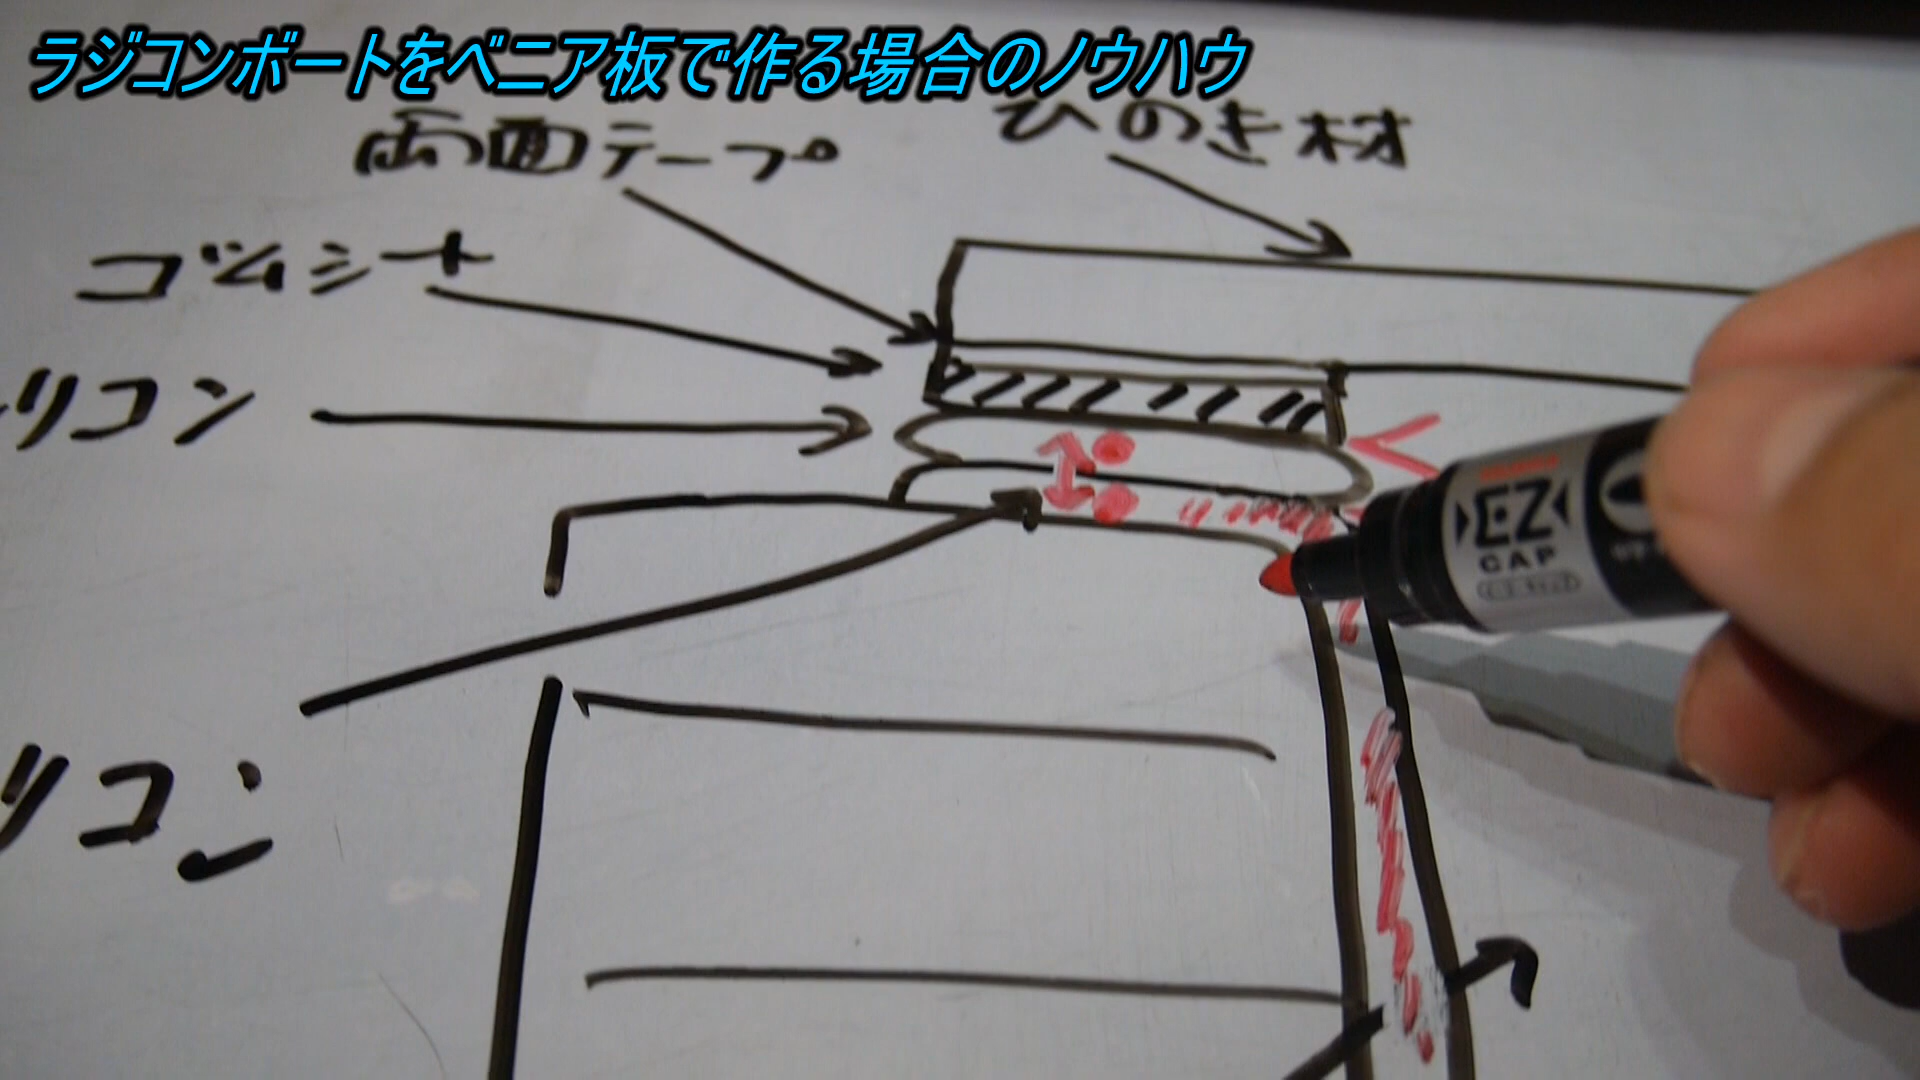 ラジコンボートをベニア板で作る場合のノウハウ
両面テープ
ひのき材
ゴムシート
リコン
リコン
EZ
CAP